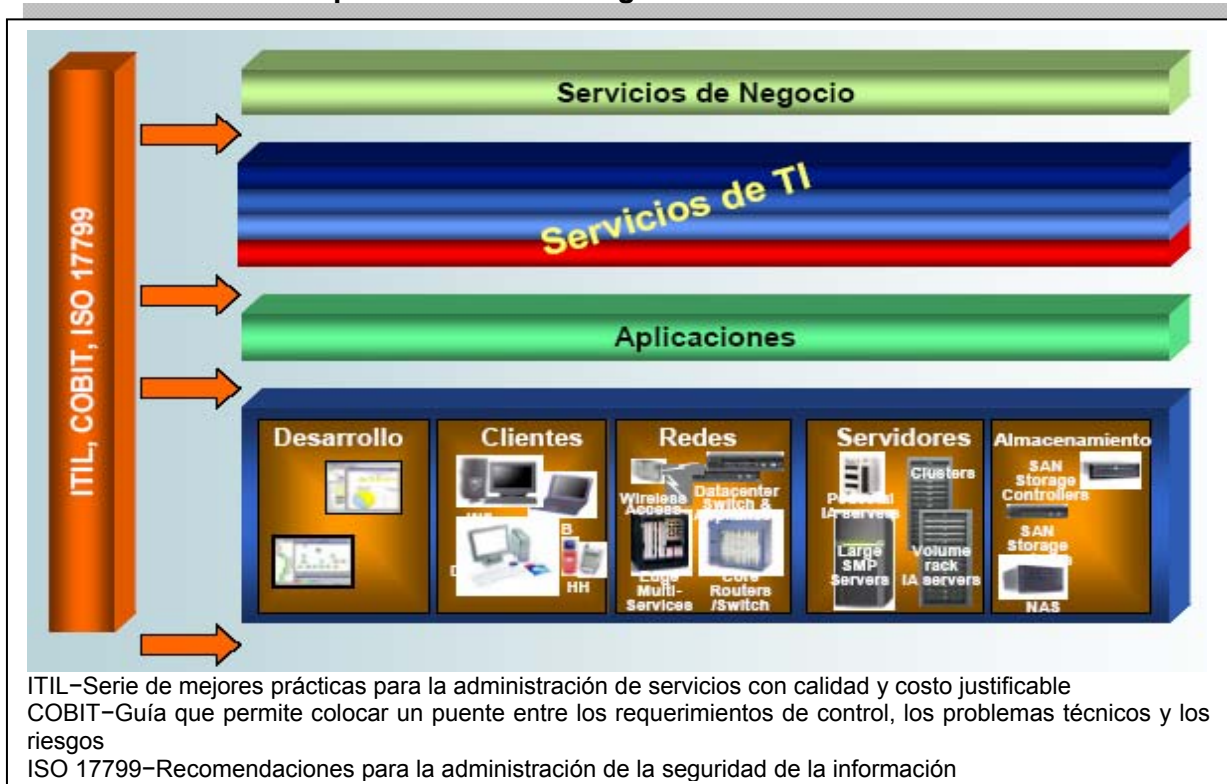 Servicios de Negocio
Servicios de TI
ITIL, COBIT, ISO 17799
Aplicaciones
Desarrollo
Clientes
HH
Redes
Wireless
Access
Datacenter
Switch &
Edge
Multi-
Services
Core
Routers
/Switch
Servidores
Clusters
IA servers
Large
SMP
Servers
Volume
rack
IA servers
Almacenamiento
SAN
Storage
Controllers
SAN
Storage
NAS
ITIL−Serie de mejores prácticas para la administración de servicios con calidad y costo justificable
COBIT−Guía que permite colocar un puente entre los requerimientos de control, los problemas técnicos y los
riesgos
ISO 17799−Recomendaciones para la administración de la seguridad de la información